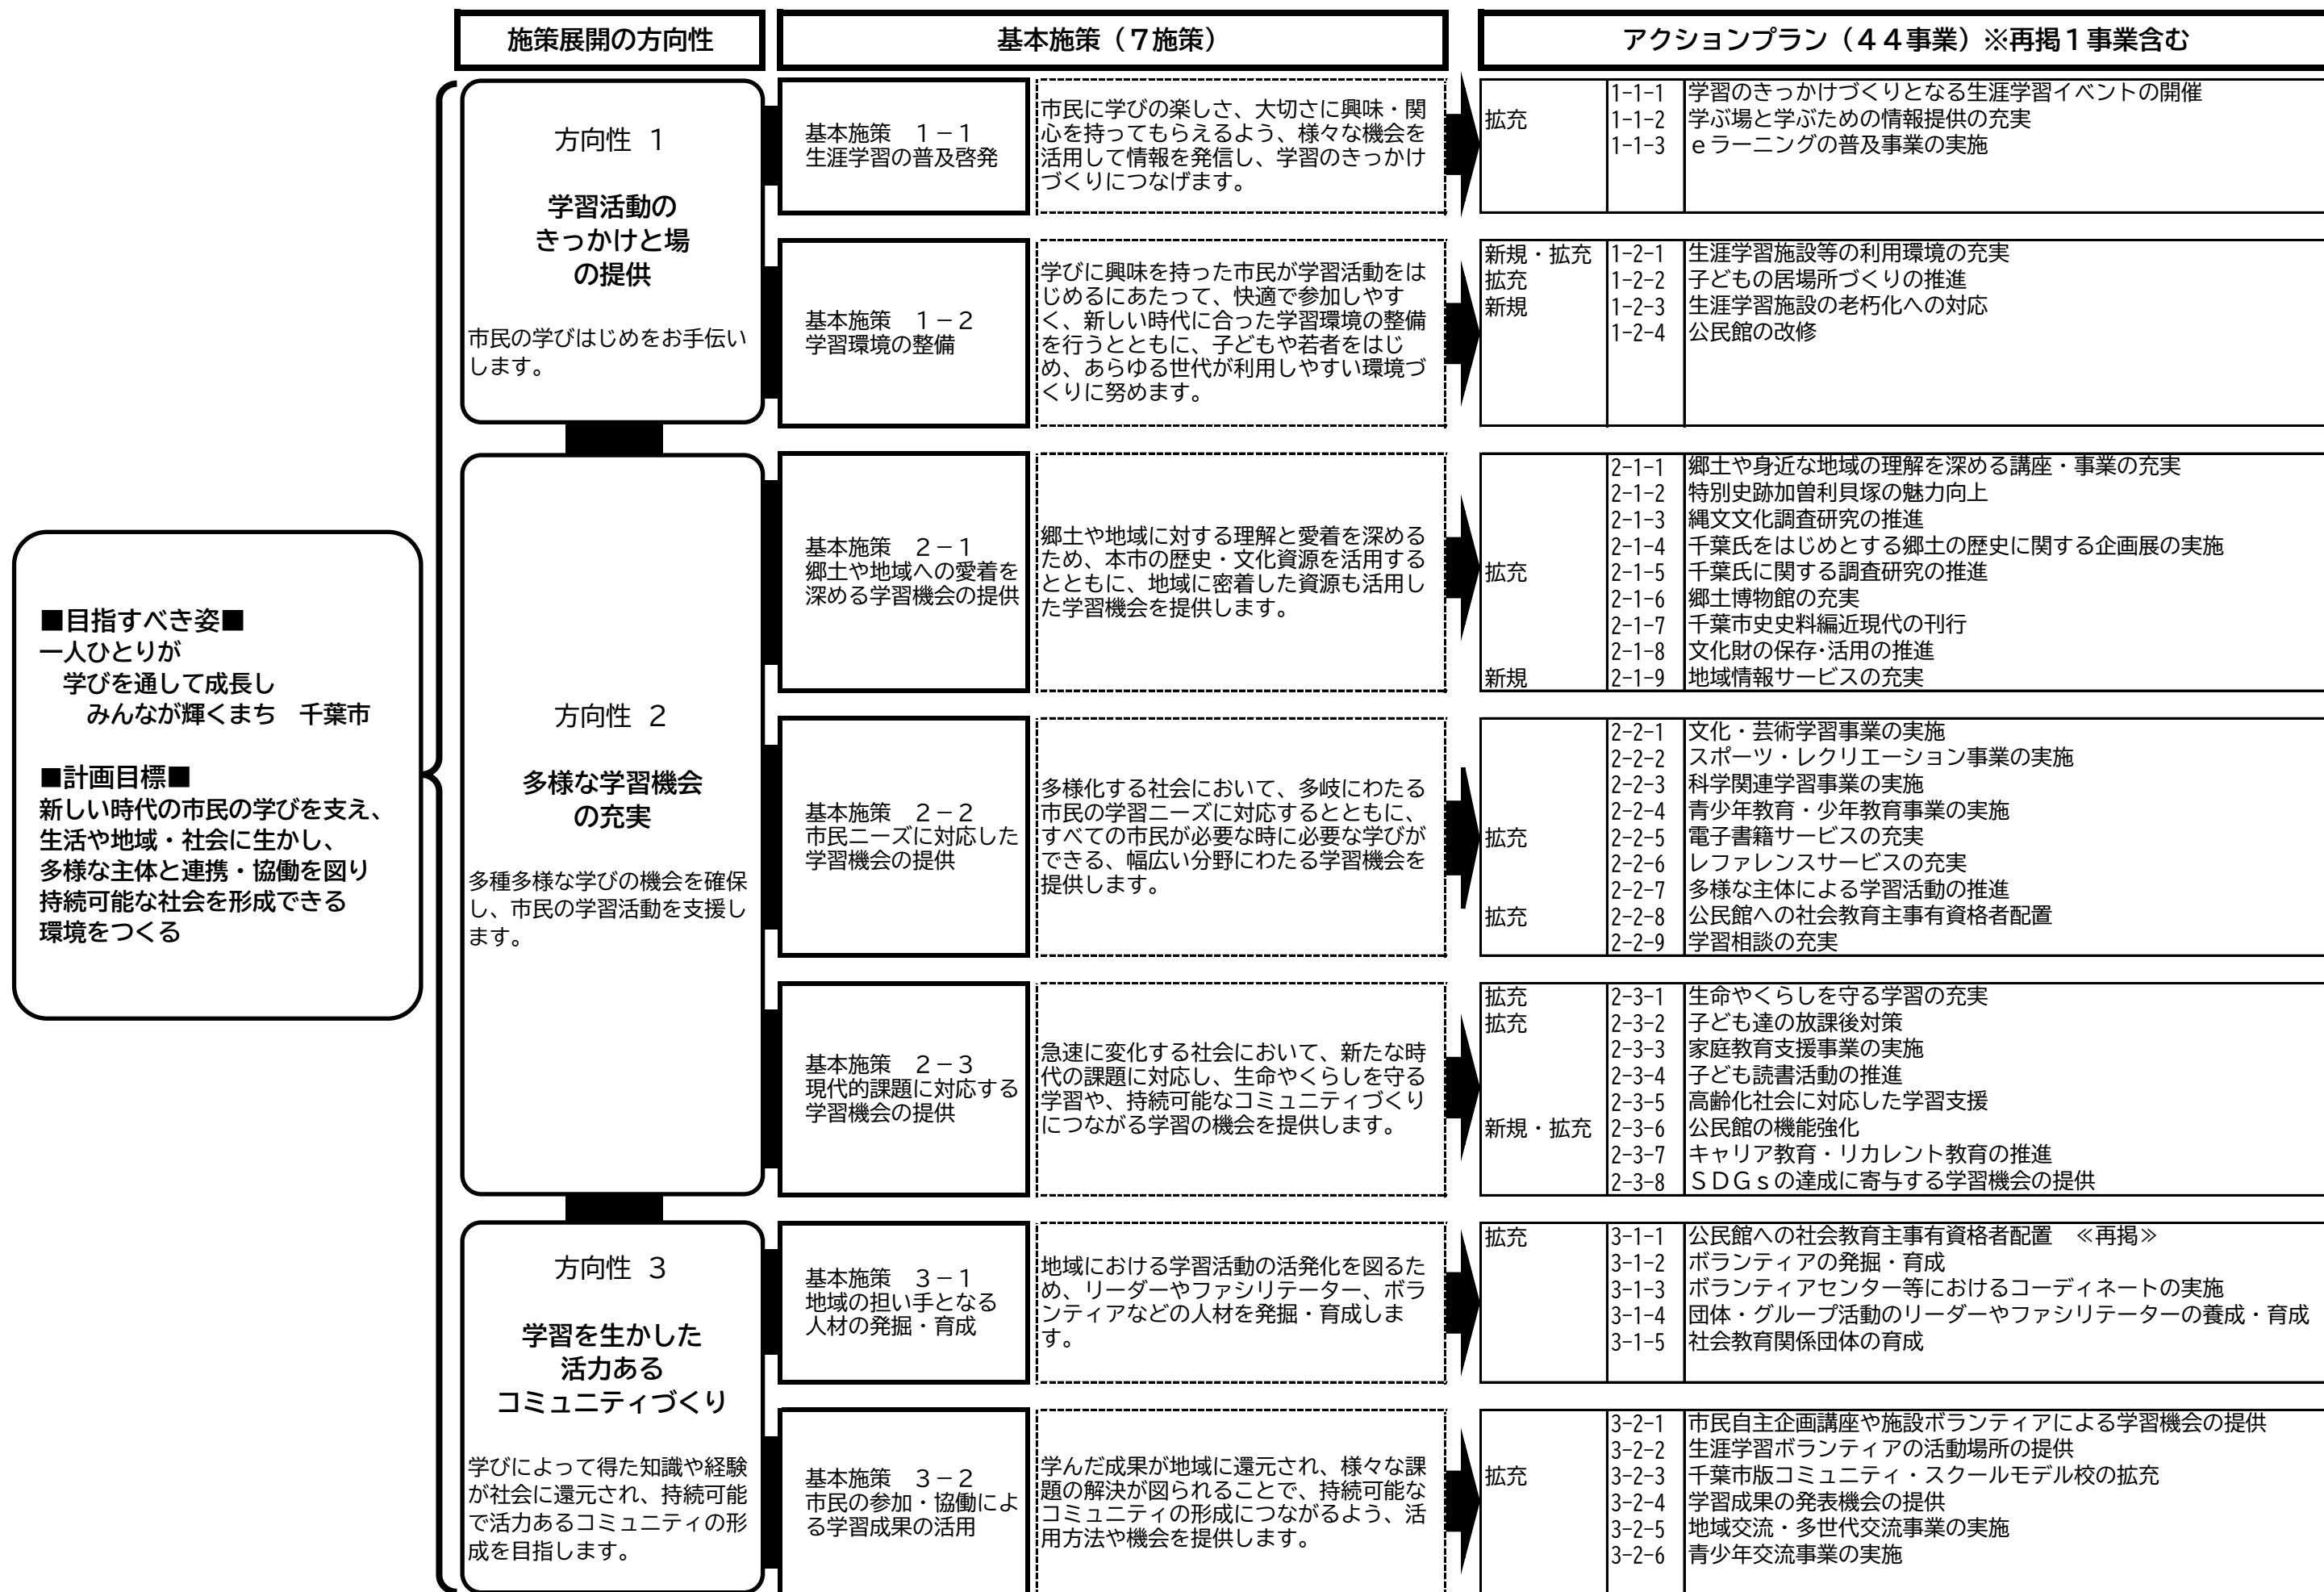 施策展開の方向性
基本施策（７施策）
アクションプラン（４４事業）※再掲１事業含む
■目指すべき姿■
一人ひとりが
学びを通して成長し
みんなが輝くまち　千葉市
■計画目標■
新しい時代の市民の学びを支え、
生活や地域・社会に生かし、
多様な主体と連携・協働を図り
持続可能な社会を形成できる
環境をつくる
方向性 1
学習活動の
きっかけと場
の提供
市民の学びはじめをお手伝い
します。
基本施策　１－１
生涯学習の普及啓発
市民に学びの楽しさ、大切さに興味・関
心を持ってもらえるよう、様々な機会を
活用して情報を発信し、学習のきっかけ
づくりにつなげます。
1-1-1 学習のきっかけづくりとなる生涯学習イベントの開催
拡充 1-1-2 学ぶ場と学ぶための情報提供の充実
1-1-3 ｅラーニングの普及事業の実施
基本施策　１－２
学習環境の整備
学びに興味を持った市民が学習活動をは
じめるにあたって、快適で参加しやす
く、新しい時代に合った学習環境の整備
を行うとともに、子どもや若者をはじ
め、あらゆる世代が利用しやすい環境づ
くりに努めます。
新規・拡充 1-2-1 生涯学習施設等の利用環境の充実
拡充 1-2-2 子どもの居場所づくりの推進
新規 1-2-3 生涯学習施設の老朽化への対応
1-2-4 公民館の改修
方向性 2
多様な学習機会
の充実
多種多様な学びの機会を確保
し、市民の学習活動を支援し
ます。
基本施策　２－１
郷土や地域への愛着を
深める学習機会の提供
郷土や地域に対する理解と愛着を深める
ため、本市の歴史・文化資源を活用する
とともに、地域に密着した資源も活用し
た学習機会を提供します。
2-1-1 郷土や身近な地域の理解を深める講座・事業の充実
2-1-2 特別史跡加曽利貝塚の魅力向上
2-1-3 縄文文化調査研究の推進
2-1-4 千葉氏をはじめとする郷土の歴史に関する企画展の実施
拡充 2-1-5 千葉氏に関する調査研究の推進
2-1-6 郷土博物館の充実
2-1-7 千葉市史史料編近現代の刊行
2-1-8 文化財の保存･活用の推進
新規 2-1-9 地域情報サービスの充実
基本施策　２－２
市民ニーズに対応した
学習機会の提供
多様化する社会において、多岐にわたる
市民の学習ニーズに対応するとともに、
すべての市民が必要な時に必要な学びが
できる、幅広い分野にわたる学習機会を
提供します。
2-2-1 文化・芸術学習事業の実施
2-2-2 スポーツ・レクリエーション事業の実施
2-2-3 科学関連学習事業の実施
2-2-4 青少年教育・少年教育事業の実施
拡充 2-2-5 電子書籍サービスの充実
2-2-6 レファレンスサービスの充実
2-2-7 多様な主体による学習活動の推進
拡充 2-2-8 公民館への社会教育主事有資格者配置
2-2-9 学習相談の充実
基本施策　２－３
現代的課題に対応する
学習機会の提供
急速に変化する社会において、新たな時
代の課題に対応し、生命やくらしを守る
学習や、持続可能なコミュニティづくり
につながる学習の機会を提供します。
拡充 2-3-1 生命やくらしを守る学習の充実
拡充 2-3-2 子ども達の放課後対策
2-3-3 家庭教育支援事業の実施
2-3-4 子ども読書活動の推進
2-3-5 高齢化社会に対応した学習支援
新規・拡充 2-3-6 公民館の機能強化
2-3-7 キャリア教育・リカレント教育の推進
2-3-8 ＳＤＧｓの達成に寄与する学習機会の提供
方向性 3
学習を生かした
活力ある
コミュニティづくり
学びによって得た知識や経験
が社会に還元され、持続可能
で活力あるコミュニティの形
成を目指します。
基本施策　３－１
地域の担い手となる
人材の発掘・育成
地域における学習活動の活発化を図るた
め、リーダーやファシリテーター、ボラ
ンティアなどの人材を発掘・育成しま
す。
拡充 3-1-1 公民館への社会教育主事有資格者配置　≪再掲≫
3-1-2 ボランティアの発掘・育成
3-1-3 ボランティアセンター等におけるコーディネートの実施
3-1-4 団体・グループ活動のリーダーやファシリテーターの養成・育成
3-1-5 社会教育関係団体の育成
基本施策　３－２
市民の参加・協働によ
る学習成果の活用
学んだ成果が地域に還元され、様々な課
題の解決が図られることで、持続可能な
コミュニティの形成につながるよう、活
用方法や機会を提供します。
3-2-1 市民自主企画講座や施設ボランティアによる学習機会の提供
3-2-2 生涯学習ボランティアの活動場所の提供
拡充 3-2-3 千葉市版コミュニティ・スクールモデル校の拡充
3-2-4 学習成果の発表機会の提供
3-2-5 地域交流・多世代交流事業の実施
3-2-6 青少年交流事業の実施